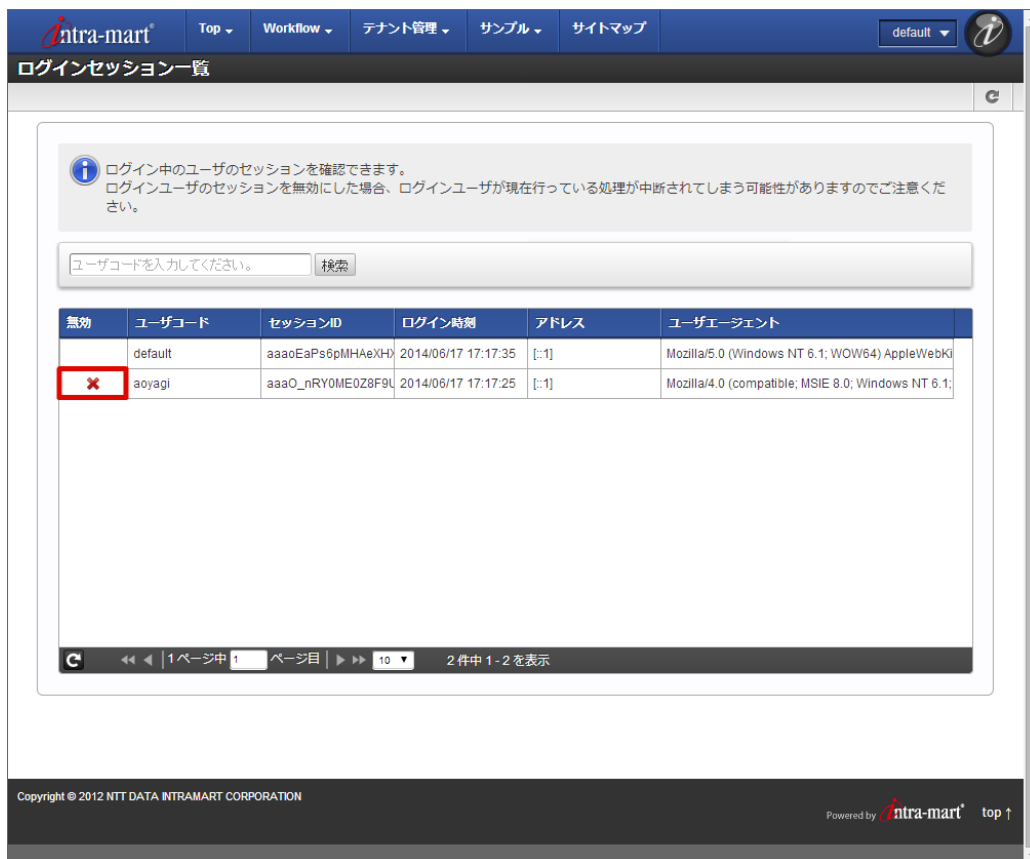 intra-mart Top Workflow テナント管理 サンプル サイトマップ default
ログインセッション一覧
ログイン中のユーザのセッションを確認できます。
ログインユーザのセッションを無効にした場合、ログインユーザが現在行っている処理が中断されてしまう可能性がありますのでご注意くだ
さい。
ユーザコードを入力してください。 検索
無効 ユーザコード セッションID ログイン時刻 アドレス ユーザエージェント
default aaaoEaPs6pMHAeXHX 2014/06/17 17:17:35 [::1] Mozilla/5.0 (Windows NT 6.1; WOW64) AppleWebKi
aoyagi aaaO_nRY0ME0Z8F9U 2014/06/17 17:17:25 [::1] Mozilla/4.0 (compatible; MSIE 8.0; Windows NT 6.1;
1ページ中 1 ページ目 10 2件中 1 - 2 を表示
Copyright © 2012 NTT DATA INTRAMART CORPORATION
Powered by intra-mart top ↑